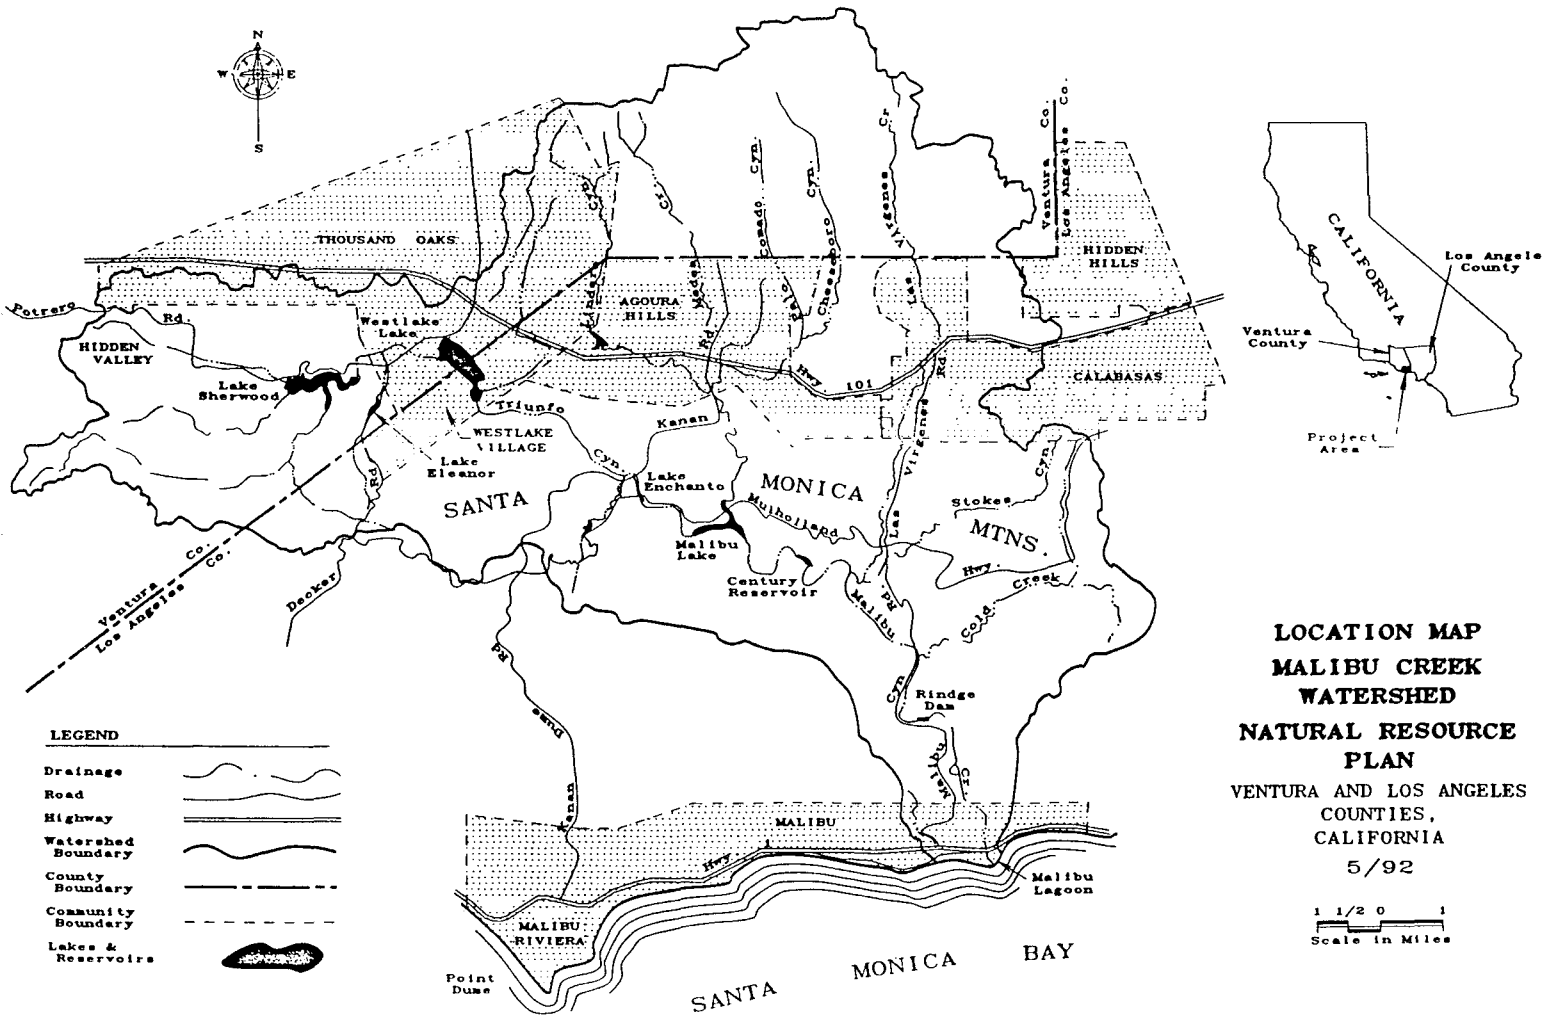 N
W E
S
Ventura Co.
Los Angeles Co.
THOUSAND OAKS
Lindero Cyn.
Medea Cr.
Palo Comado Cyn.
Cheseboro Cyn.
Las Virgenes Cr
HIDDEN
HILLS
AGOURA
HILLS
Potrero
Rd.
Westlake
Lake
HIDDEN
VALLEY
Lake
Sherwood
Hwy 101
Rd
CALABASAS
Triunfo
Cyn.
Kanan
Rd
WESTLAKE
VILLAGE
Lake
Eleanor
Rd
Las Virgenes
Lake
Enchanto
SANTA
MONICA
MTNS.
Stokes
Cyn.
Mulholland
Hwy.
Malibu
Lake
Century
Reservoir
Malibu
Rd.
Cold
Creek
Ventura Co.
Los Angeles Co.
Decker
Kanan
Dume
Rd
Cyn
Rindge
Dam
Malibu
Cr.
MALIBU
Hwy. 1
Malibu
Lagoon
MALIBU
RIVIERA
Point
Dume
SANTA MONICA BAY
CALIFORNIA
Los Angele
County
Ventura
County
Project
Area
LOCATION MAP
MALIBU CREEK
WATERSHED
NATURAL RESOURCE
PLAN
VENTURA AND LOS ANGELES
COUNTIES,
CALIFORNIA
5/92
1 1/2 0 1
Scale in Miles
LEGEND
Drainage
Road
Highway
Watershed
Boundary
County
Boundary
Community
Boundary
Lakes &
Reservoirs